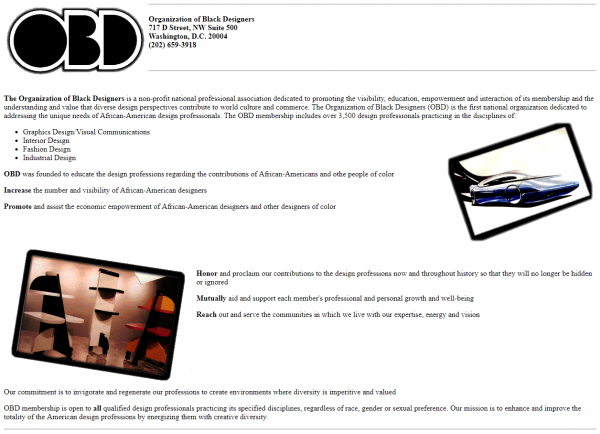 OBD
Organization of Black Designers
717 D Street, NW Suite 500
Washington, D.C. 20004
(202) 659-3918
The Organization of Black Designers is a non-profit national professional association dedicated to promoting the visibility, education, empowerment and interaction of its membership and the
understanding and value that diverse design perspectives contribute to world culture and commerce. The Organization of Black Designers (OBD) is the first national organization dedicated to
addressing the unique needs of African-American design professionals. The OBD membership includes over 3,500 design professionals practicing in the disciplines of:
• Graphics Design/Visual Communications
• Interior Design
• Fashion Design
• Industrial Design
OBD was founded to educate the design professions regarding the contributions of African-Americans and othe people of color
Increase the number and visibility of African-American designers
Promote and assist the economic empowerment of African-American designers and other designers of color
Honor and proclaim our contributions to the design professions now and throughout history so that they will no longer be hidden
or ignored
Mutually aid and support each member's professional and personal growth and well-being
Reach out and serve the communities in which we live with our expertise, energy and vision
Our commitment is to invigorate and regenerate our professions to create environments where diversity is imperitive and valued
OBD membership is open to all qualified design professionals practicing its specified disciplines, regardless of race, gender or sexual preference. Our mission is to enhance and improve the
totality of the American design professions by energizing them with creative diversity.